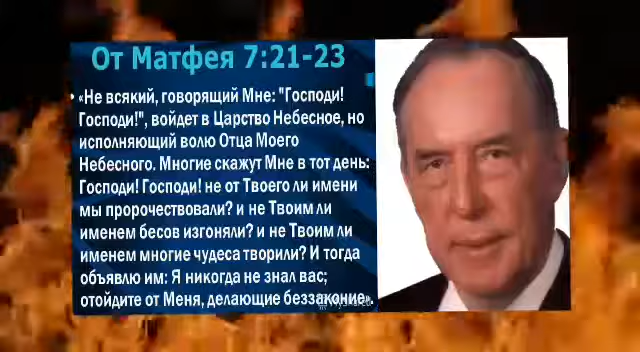 От Матфея 7:21-23
• «Не всякий, говорящий Мне: "Господи!
Господи!", войдет в Царство Небесное, но
исполняющий волю Отца Моего
Небесного. Многие скажут Мне в тот день:
Господи! Господи! не от Твоего ли имени
мы пророчествовали? и не Твоим ли
именем бесов изгоняли? и не Твоим ли
именем многие чудеса творили? И тогда
объявлю им: Я никогда не знал вас;
отойдите от Меня, делающие беззаконие».